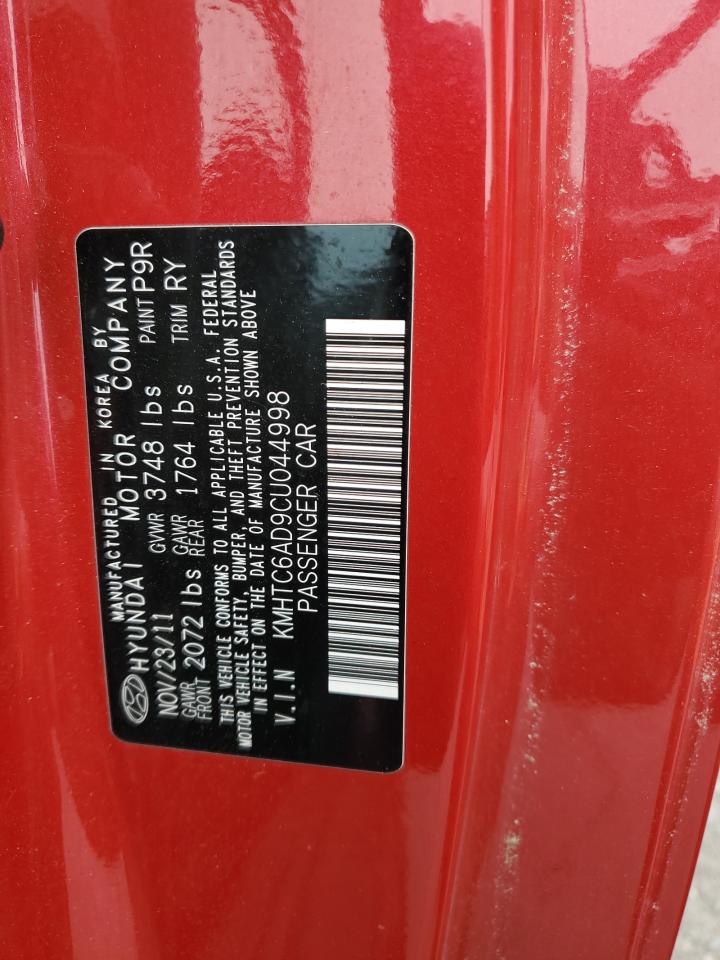 MANUFACTURED IN KOREA BY
HYUNDAI MOTOR COMPANY
NOV/23/11 GVWR 3748 lbs PAINT P9R
GAWR FRONT 2072 lbs GAWR REAR 1764 lbs TRIM RY
THIS VEHICLE CONFORMS TO ALL APPLICABLE U.S.A. FEDERAL
MOTOR VEHICLE SAFETY, BUMPER, AND THEFT PREVENTION STANDARDS
IN EFFECT ON THE DATE OF MANUFACTURE SHOWN ABOVE
V.I.N KMHTC6AD9CU044998
PASSENGER CAR